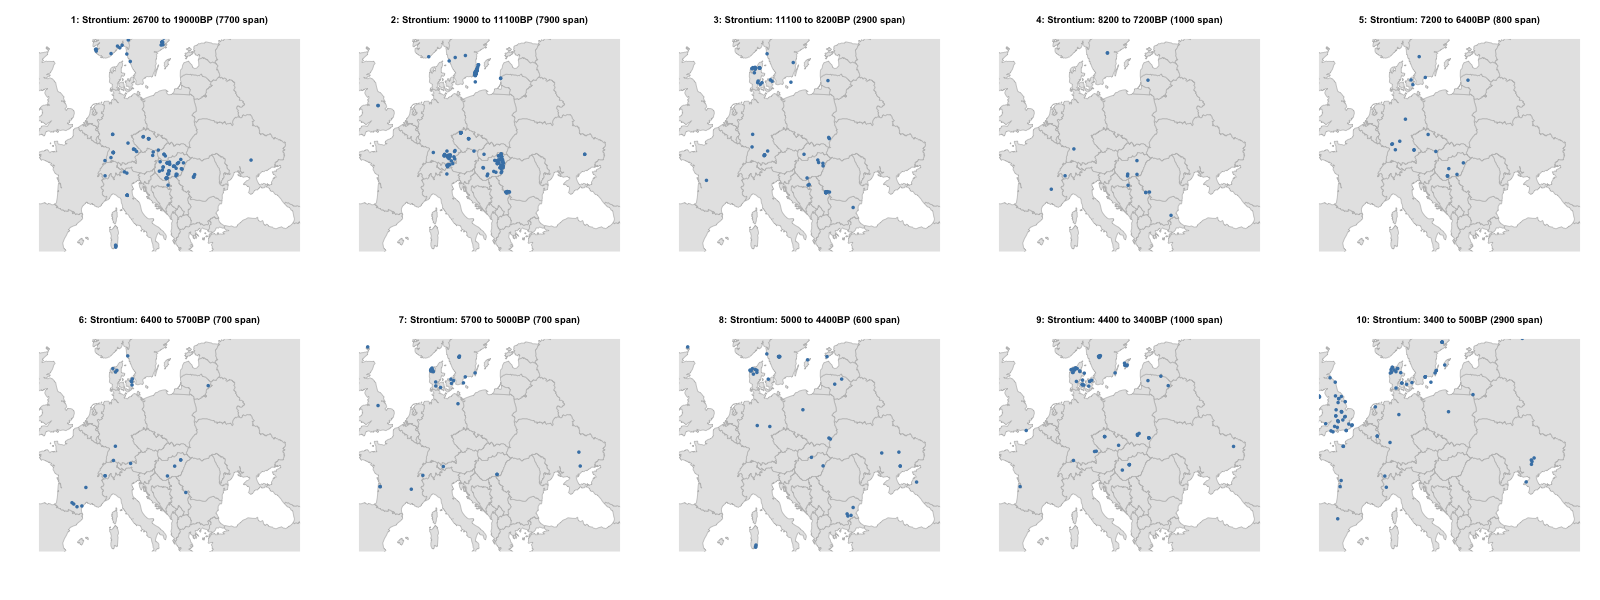 1: Strontium: 26700 to 19000BP (7700 span)
2: Strontium: 19000 to 11100BP (7900 span)
3: Strontium: 11100 to 8200BP (2900 span)
4: Strontium: 8200 to 7200BP (1000 span)
5: Strontium: 7200 to 6400BP (800 span)
6: Strontium: 6400 to 5700BP (700 span)
7: Strontium: 5700 to 5000BP (700 span)
8: Strontium: 5000 to 4400BP (600 span)
9: Strontium: 4400 to 3400BP (1000 span)
10: Strontium: 3400 to 500BP (2900 span)